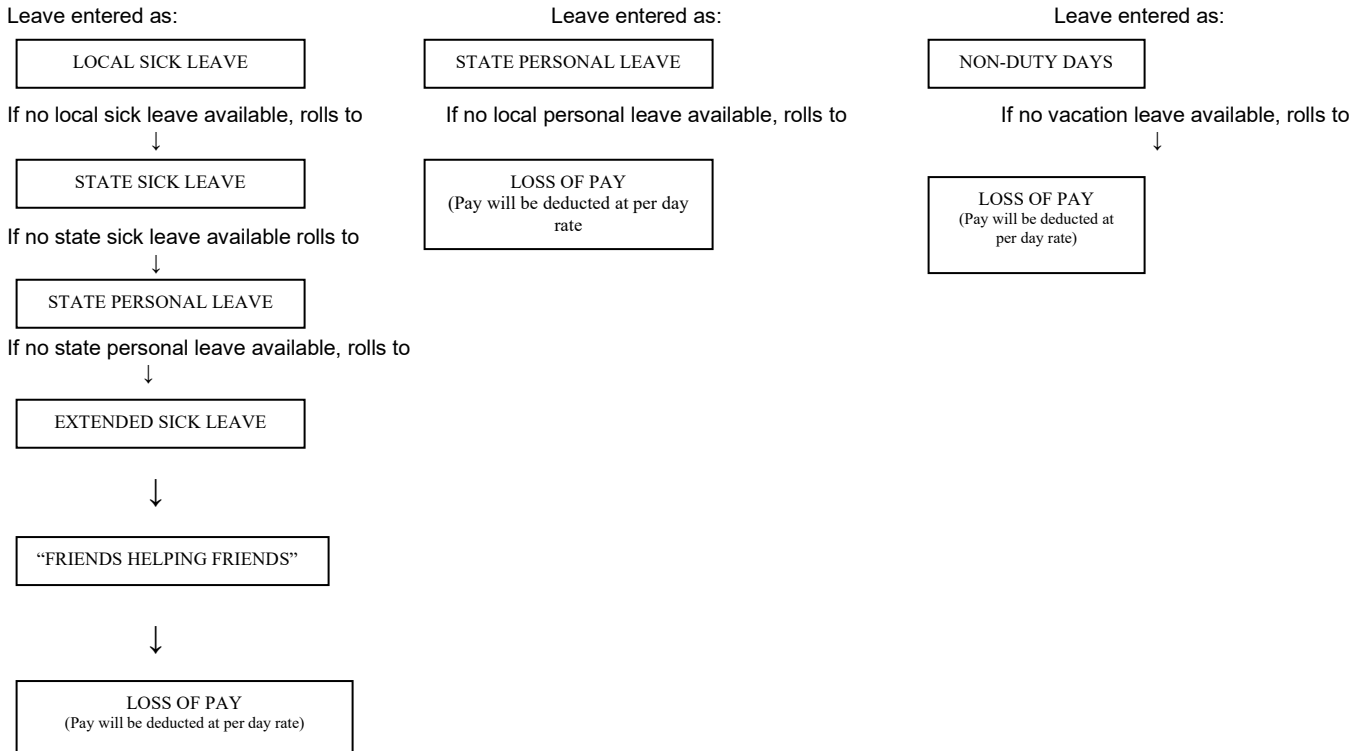 Leave entered as:
LOCAL SICK LEAVE
If no local sick leave available, rolls to
↓
STATE SICK LEAVE
If no state sick leave available rolls to
↓
STATE PERSONAL LEAVE
If no state personal leave available, rolls to
↓
EXTENDED SICK LEAVE
↓
“FRIENDS HELPING FRIENDS”
↓
LOSS OF PAY
(Pay will be deducted at per day rate)
Leave entered as:
STATE PERSONAL LEAVE
If no local personal leave available, rolls to
LOSS OF PAY
(Pay will be deducted at per day
rate
Leave entered as:
NON-DUTY DAYS
If no vacation leave available, rolls to
↓
LOSS OF PAY
(Pay will be deducted at
per day rate)